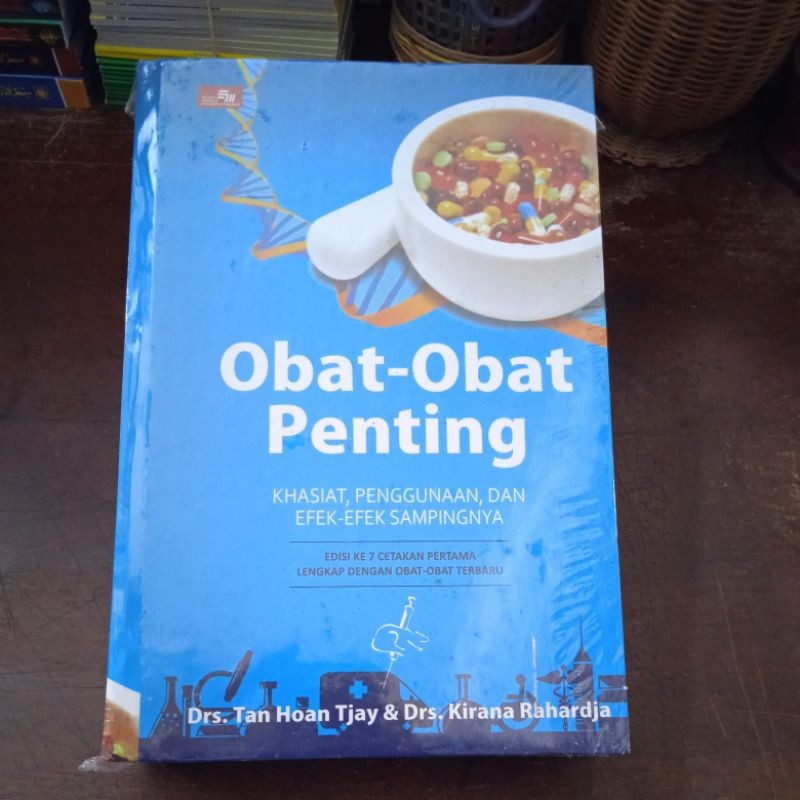 Obat-Obat
Penting
KHASIAT, PENGGUNAAN, DAN
EFEK-EFEK SAMPINGNYA
EDISI KE 7 CETAKAN PERTAMA
LENGKAP DENGAN OBAT-OBAT TERBARU
Drs. Tan Hoan Tjay & Drs. Kirana Rahardja